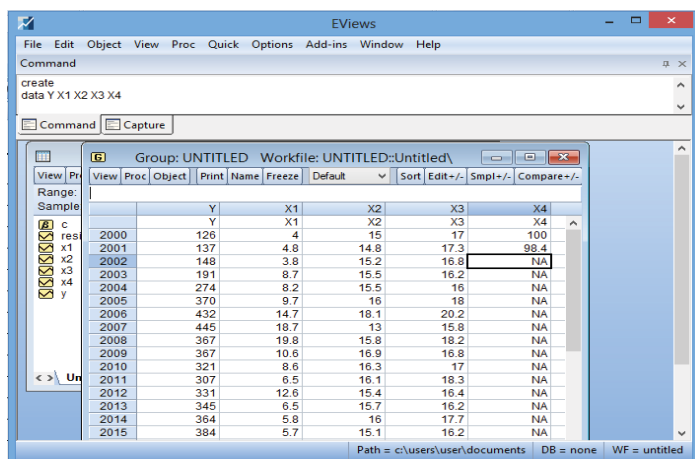 EViews
File Edit Object View Proc Quick Options Add-ins Window Help
Command
create
data Y X1 X2 X3 X4
Command Capture
G Group: UNTITLED Workfile: UNTITLED::Untitled\
View Pr
View Proc Object Print Name Freeze Default Sort Edit+/- Smpl+/- Compare+/-
Range:
Sample
β c
resi
x1
x2
x3
x4
y
Un
Y X1 X2 X3 X4
Y X1 X2 X3 X4
2000 126 4 15 17 100
2001 137 4.8 14.8 17.3 98.4
2002 148 3.8 15.2 16.8 NA
2003 191 8.7 15.5 16.2 NA
2004 274 8.2 15.5 16 NA
2005 370 9.7 16 18 NA
2006 432 14.7 18.1 20.2 NA
2007 445 18.7 13 15.8 NA
2008 367 19.8 15.8 18.2 NA
2009 367 10.6 16.9 16.8 NA
2010 321 8.6 16.3 17 NA
2011 307 6.5 16.1 18.3 NA
2012 331 12.6 15.4 16.4 NA
2013 345 6.5 15.7 16.2 NA
2014 364 5.8 16 17.7 NA
2015 384 5.7 15.1 16.2 NA
Path = c:\users\user\documents DB = none WF = untitled